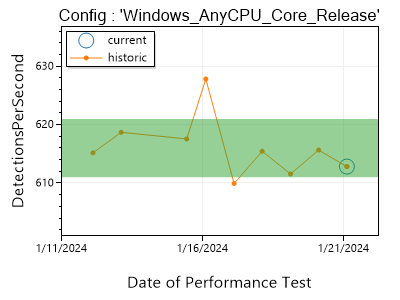 Config : 'Windows_AnyCPU_Core_Release'
current
historic
DetectionsPerSecond
630
620
610
1/11/2024
1/16/2024
1/21/2024
Date of Performance Test